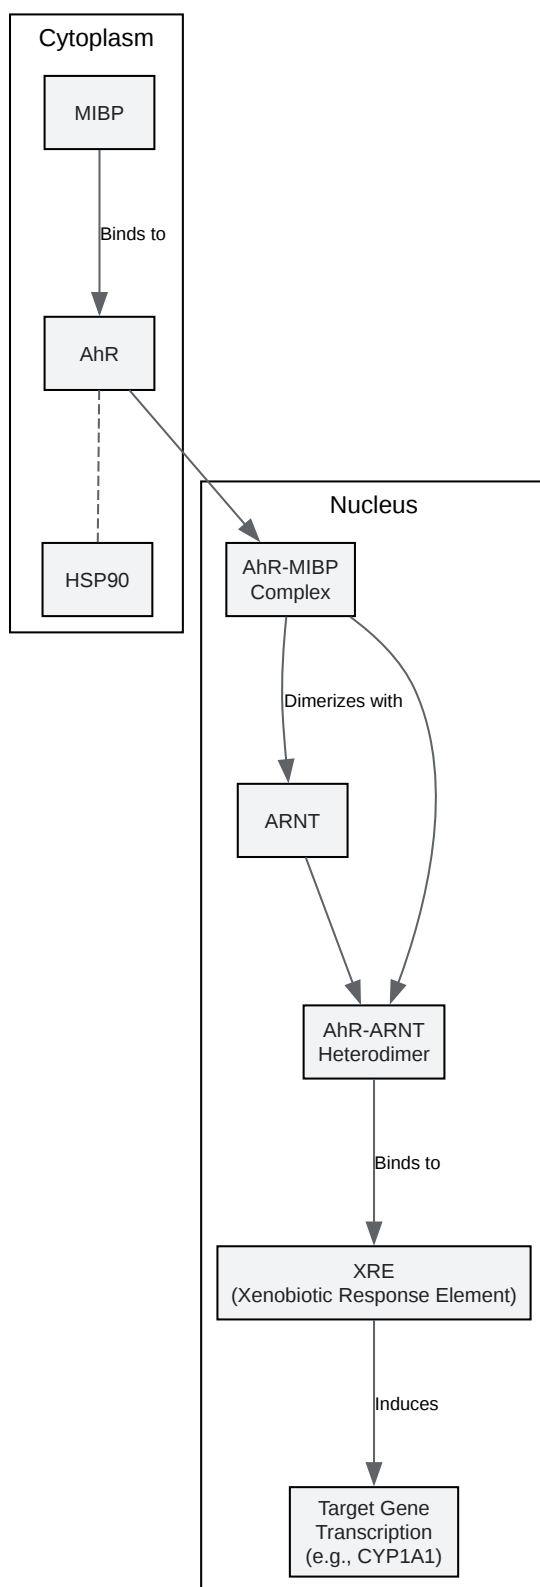 Cytoplasm
MIBP
Binds to
AhR
HSP90
Nucleus
AhR-MIBP
Complex
Dimerizes with
ARNT
AhR-ARNT
Heterodimer
Binds to
XRE
(Xenobiotic Response Element)
Induces
Target Gene
Transcription
(e.g., CYP1A1)